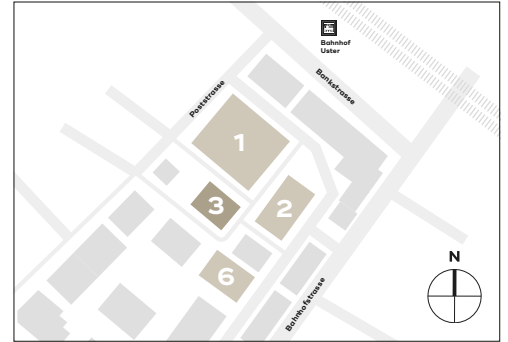 Bahnhof
Uster
Bankstrasse
Poststrasse
1
3
2
6
N
Bahnhofstrasse